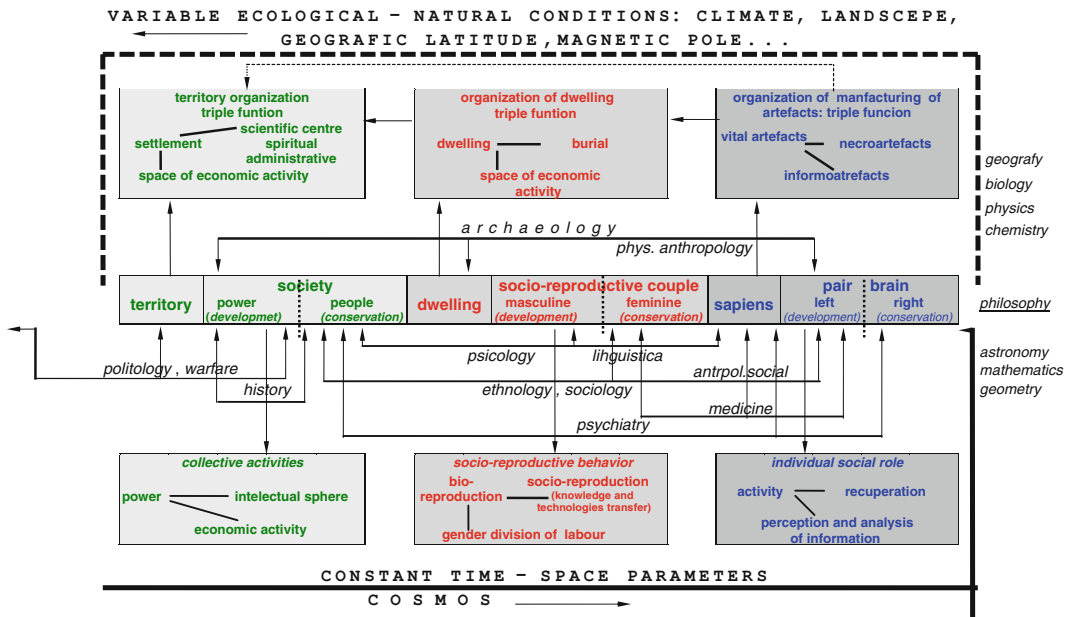 VARIABLE ECOLOGICAL – NATURAL CONDITIONS: CLIMATE, LANDSCEPE,
GEOGRAFIC LATITUDE, MAGNETIC POLE...
territory organization
triple funtion
settlement
scientific centre
spiritual
administrative
space of economic activity
organization of dwelling
triple funtion
dwelling
burial
space of economic
activity
organization of manfacturing of
artefacts: triple funcion
vital artefacts
necroartefacts
informoatrefacts
geografy
biology
physics
chemistry
archaeology
phys. anthropology
territory
society
power
(developmet)
people
(conservation)
dwelling
socio-reproductive couple
masculine
(development)
feminine
(conservation)
sapiens
pair brain
left
(development)
right
(conservation)
philosophy
astronomy
mathematics
geometry
psicology
lihguistica
politology , warfare
history
ethnology , sociology
antrpol.social
medicine
psychiatry
collective activities
power
intelectual sphere
economic activity
socio-reproductive behavior
bio-
reproduction
socio-reproduction
(knowledge and
technologies transfer)
gender division of labour
individual social role
activity
recuperation
perception and analysis
of information
CONSTANT TIME – SPACE PARAMETERS
COSMOS